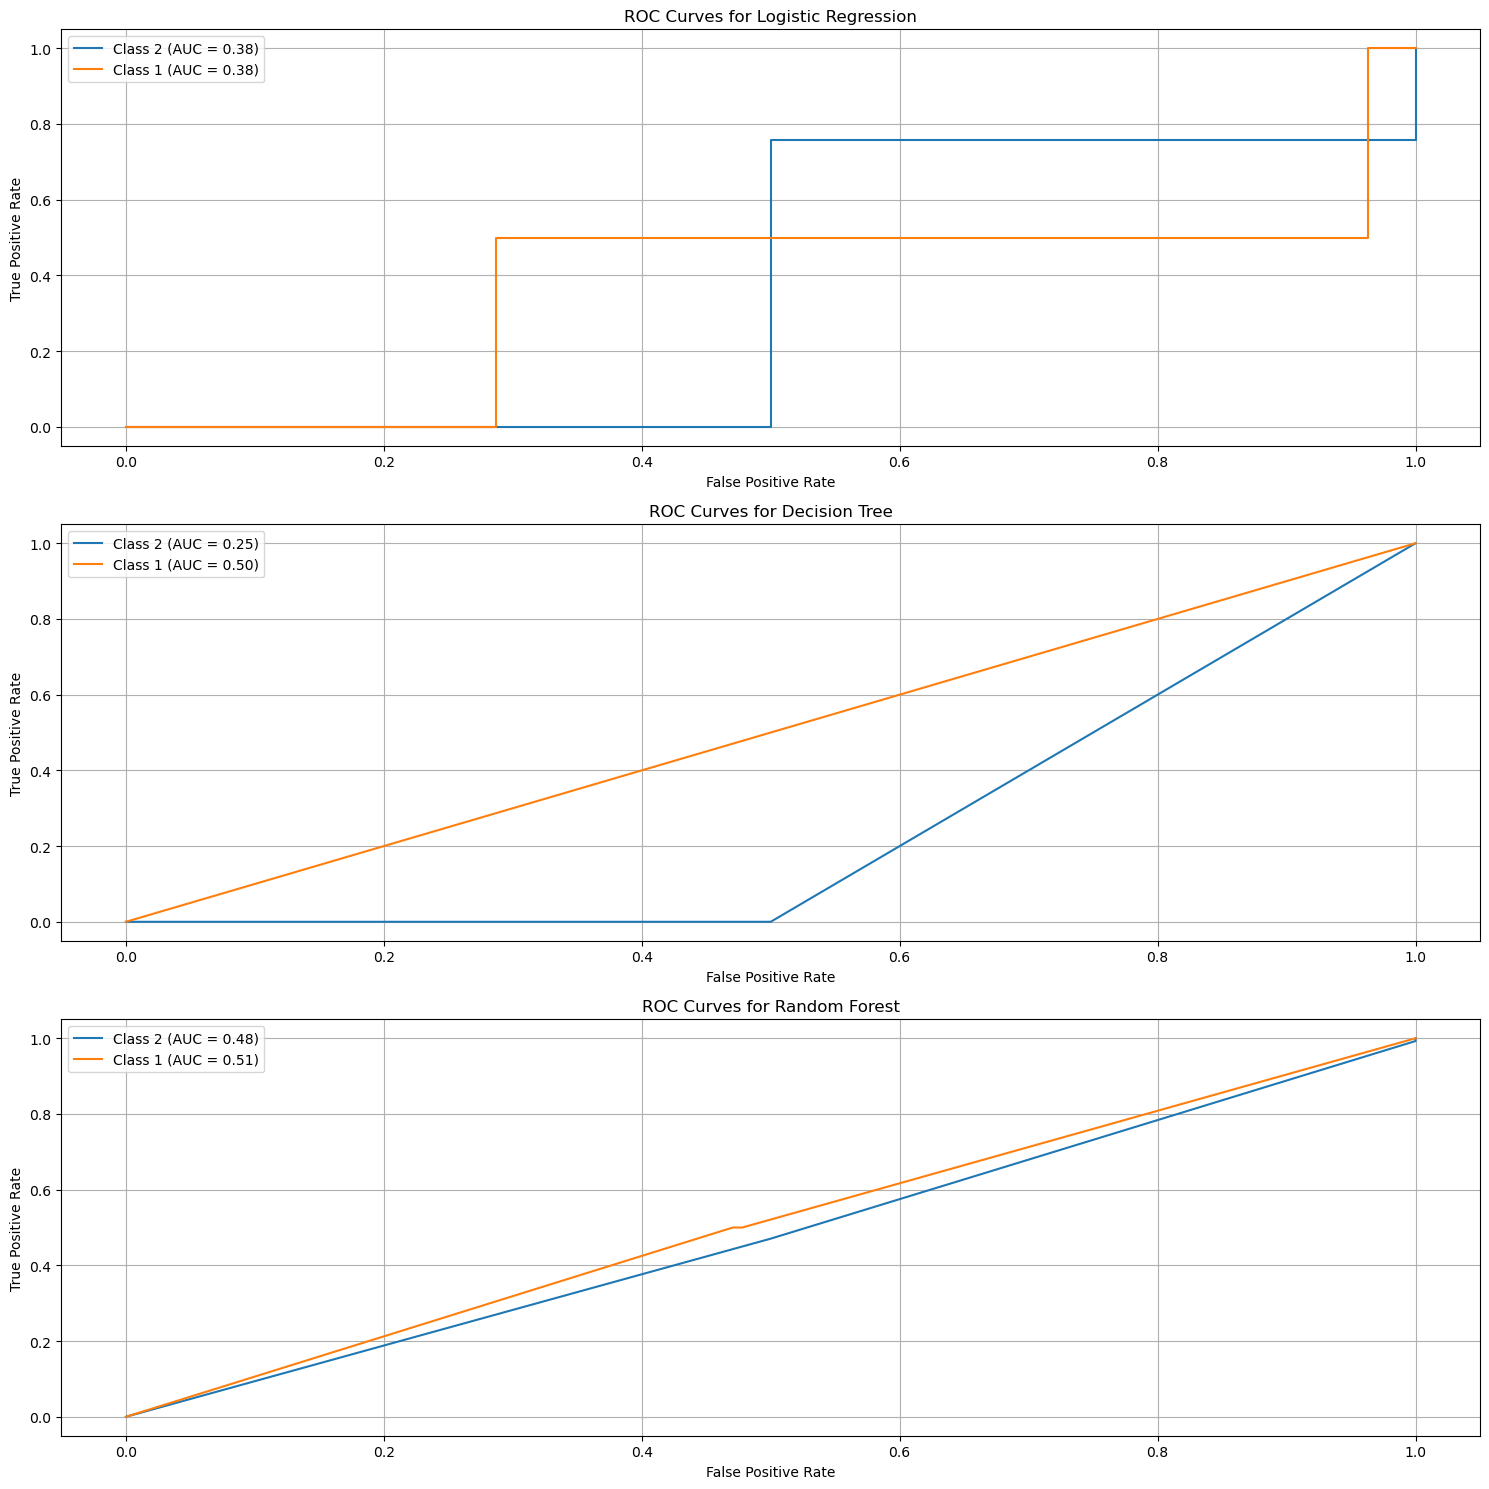 ROC Curves for Logistic Regression
Class 2 (AUC = 0.38)
Class 1 (AUC = 0.38)
True Positive Rate
1.0
0.8
0.6
0.4
0.2
0.0
0.0 0.2 0.4 0.6 0.8 1.0
False Positive Rate
ROC Curves for Decision Tree
Class 2 (AUC = 0.25)
Class 1 (AUC = 0.50)
True Positive Rate
1.0
0.8
0.6
0.4
0.2
0.0
0.0 0.2 0.4 0.6 0.8 1.0
False Positive Rate
ROC Curves for Random Forest
Class 2 (AUC = 0.48)
Class 1 (AUC = 0.51)
True Positive Rate
1.0
0.8
0.6
0.4
0.2
0.0
0.0 0.2 0.4 0.6 0.8 1.0
False Positive Rate